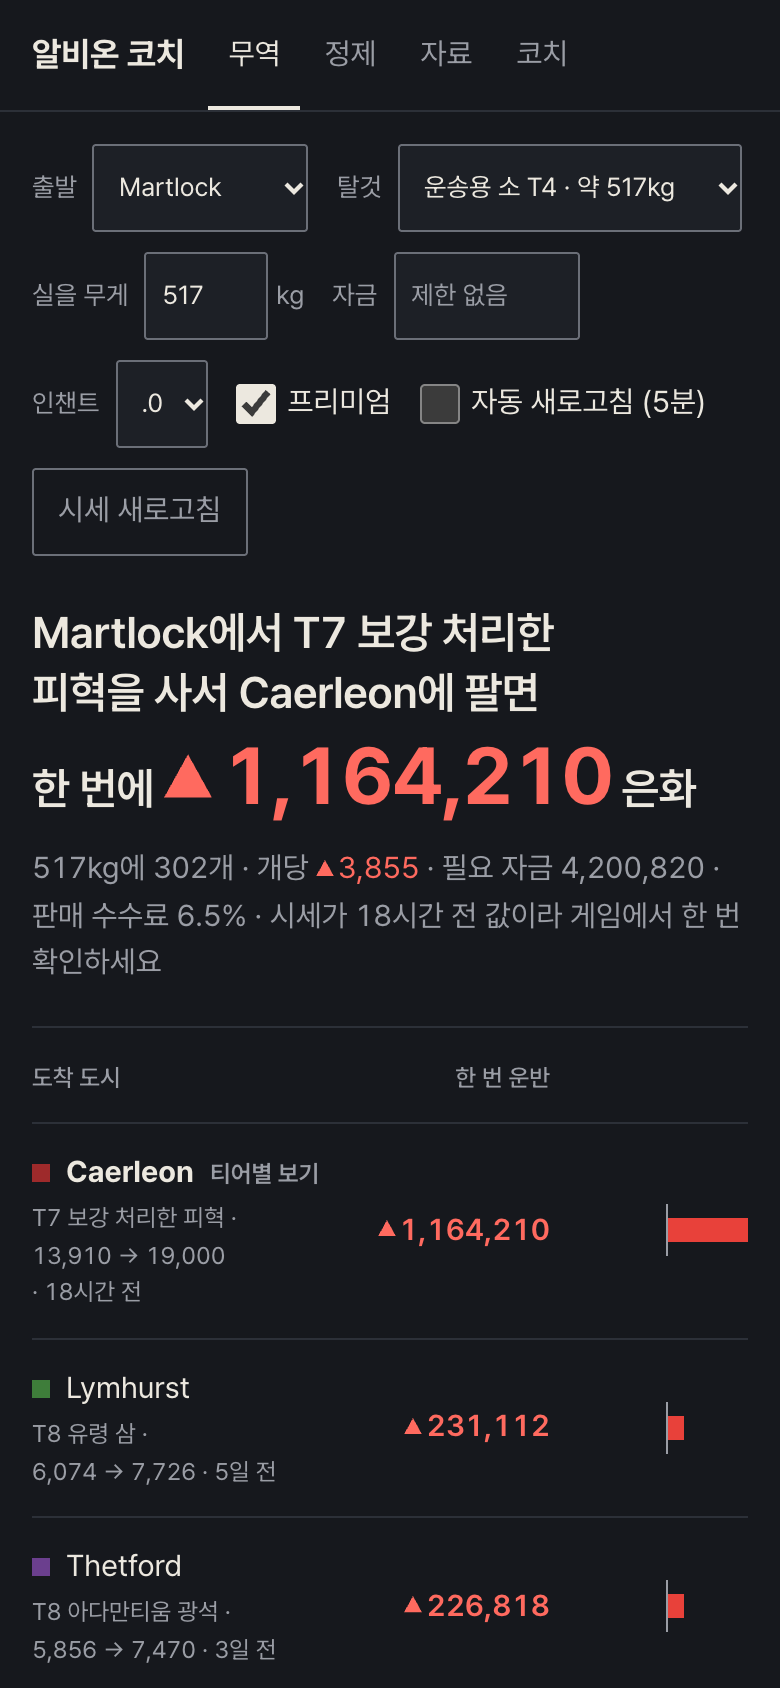 알비온 코치 무역 정제 자료 코치
출발 Martlock 탈것 운송용 소 T4 · 약 517kg
실을 무게 517 kg 자금 제한 없음
인챈트 .0 프리미엄 자동 새로고침 (5분)
시세 새로고침
Martlock에서 T7 보강 처리한
피혁을 사서 Caerleon에 팔면
한 번에 ▲ 1,164,210 은화
517kg에 302개 · 개당 ▲3,855 · 필요 자금 4,200,820 ·
판매 수수료 6.5% · 시세가 18시간 전 값이라 게임에서 한 번
확인하세요
도착 도시 한 번 운반
Caerleon 티어별 보기
T7 보강 처리한 피혁 ·
13,910 → 19,000
· 18시간 전
▲1,164,210
Lymhurst
T8 유령 삼 ·
6,074 → 7,726 · 5일 전
▲231,112
Thetford
T8 아다만티움 광석 ·
5,856 → 7,470 · 3일 전
▲226,818